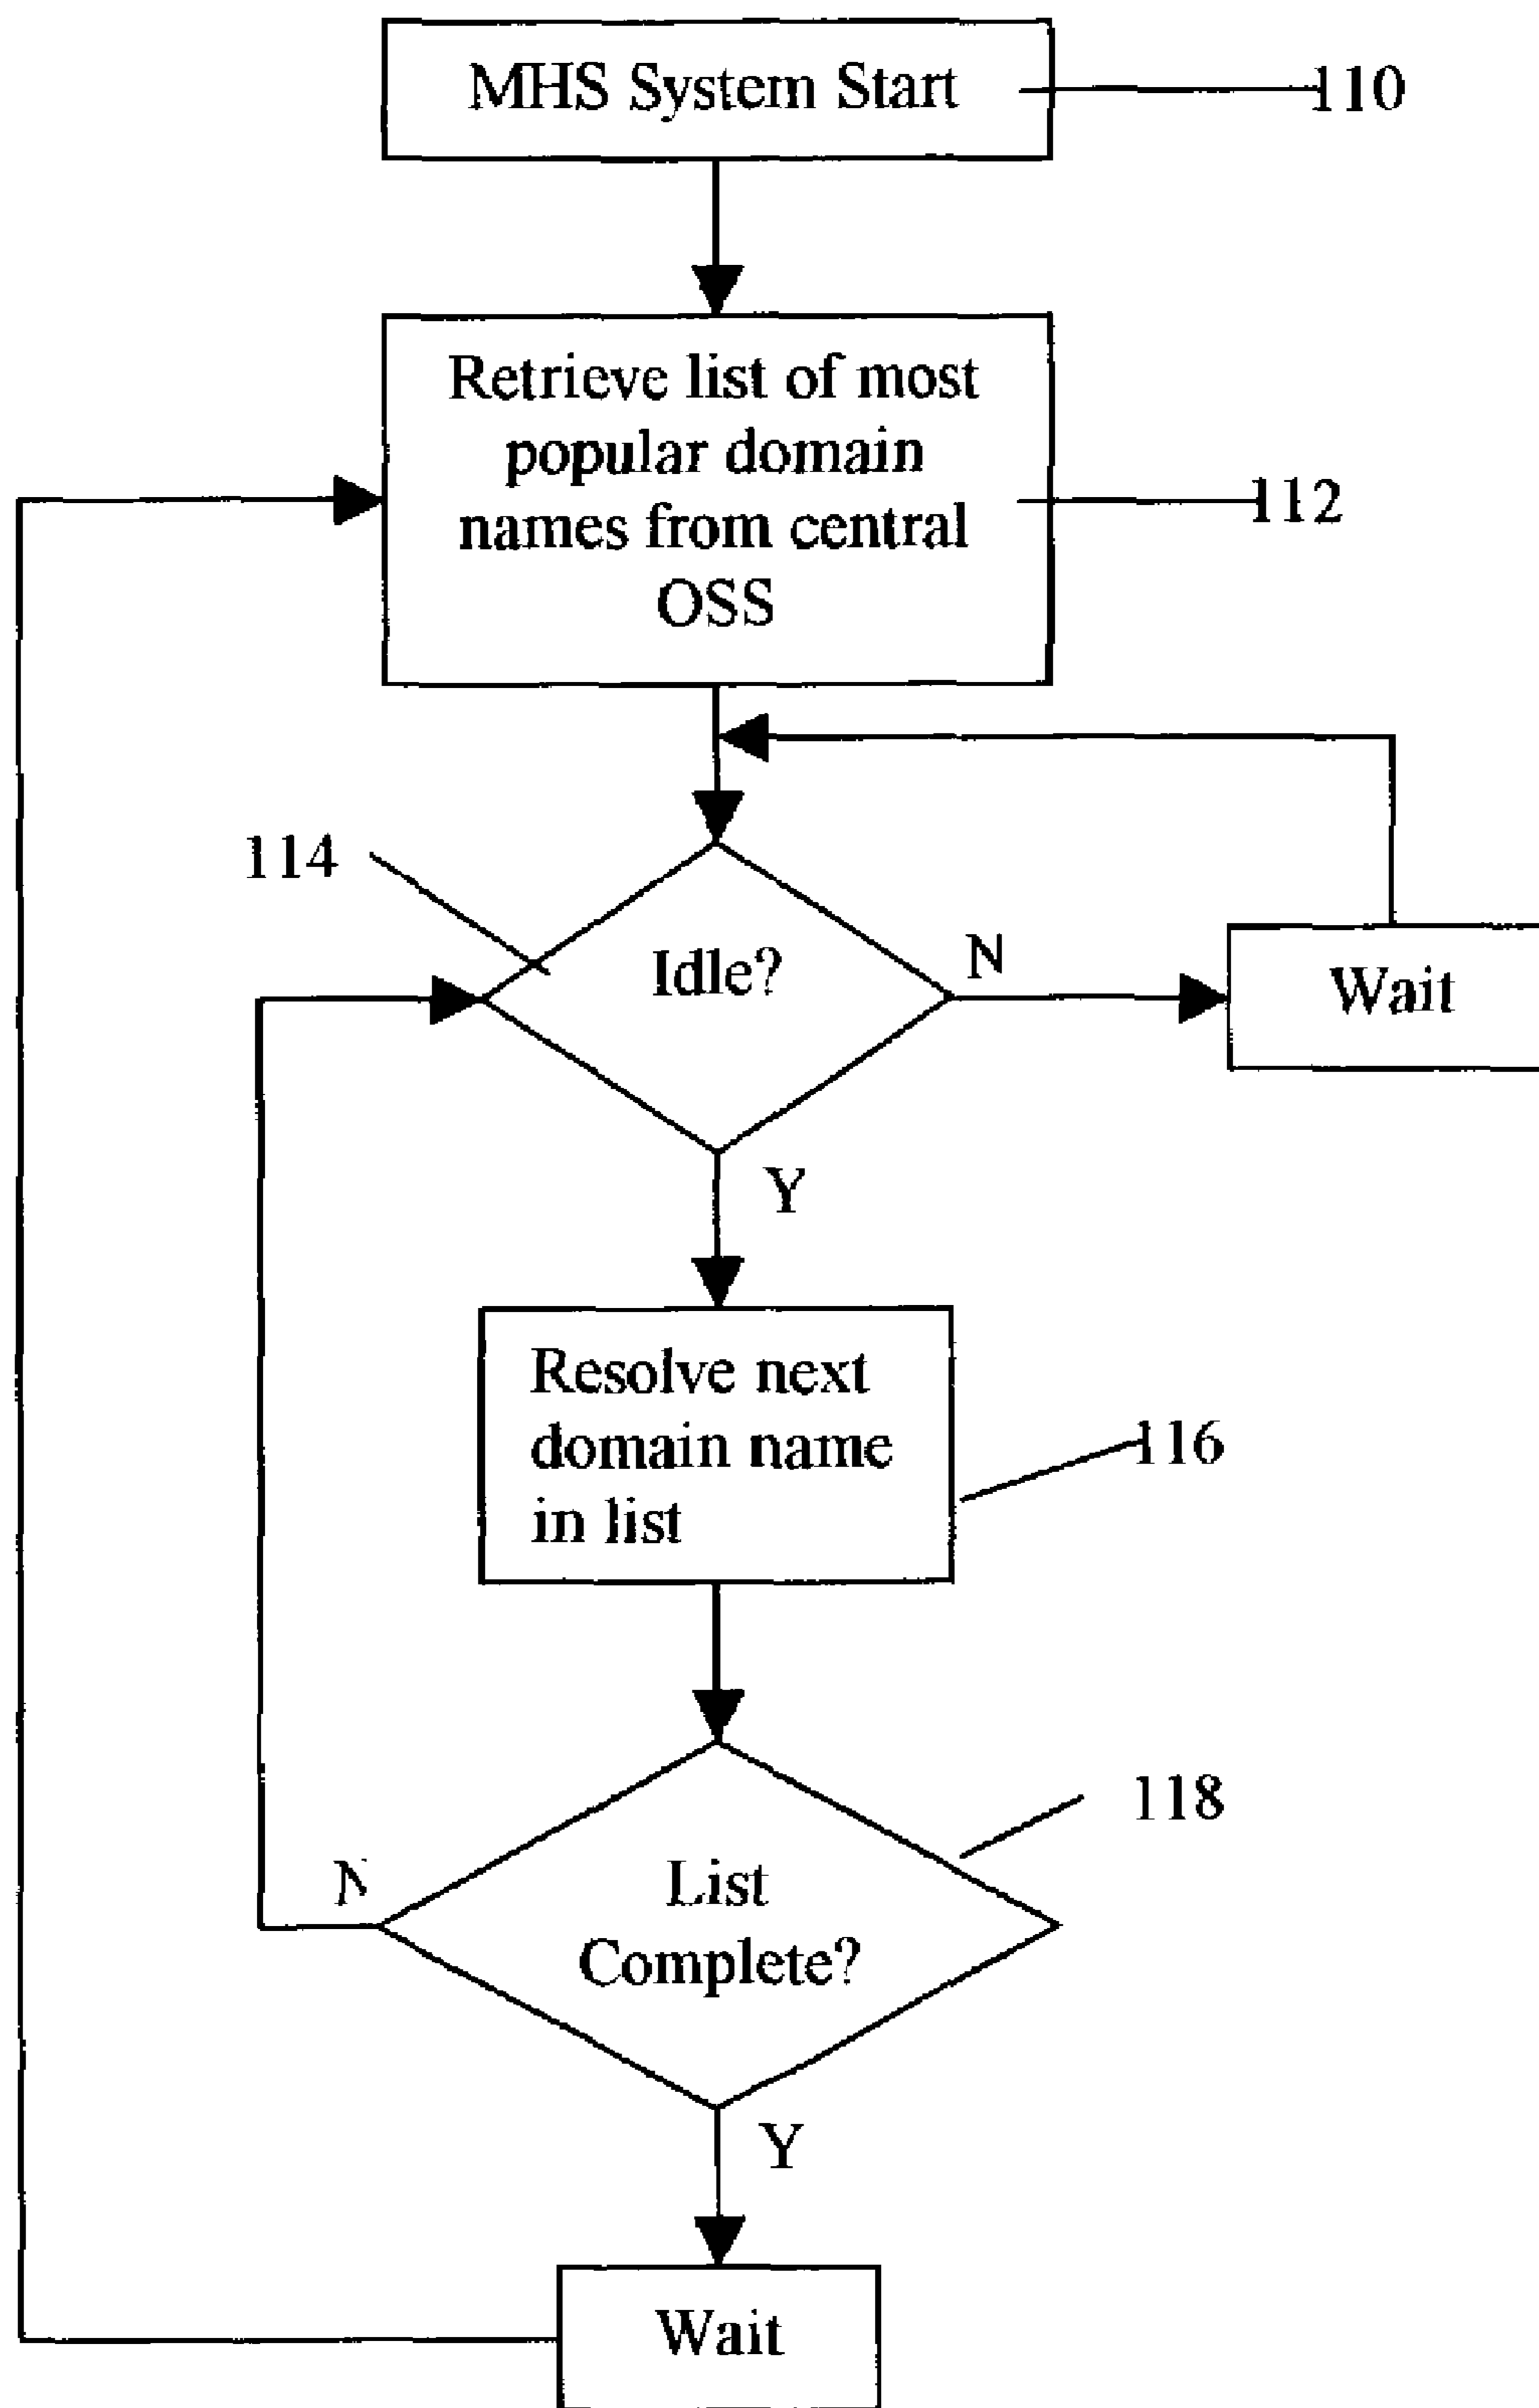 MHS System Start
110
Retrieve list of most
popular domain
names from central
OSS
112
114
Idle?
N
Wait
Y
Resolve next
domain name
in list
116
118
List
Complete?
N
Y
Wait